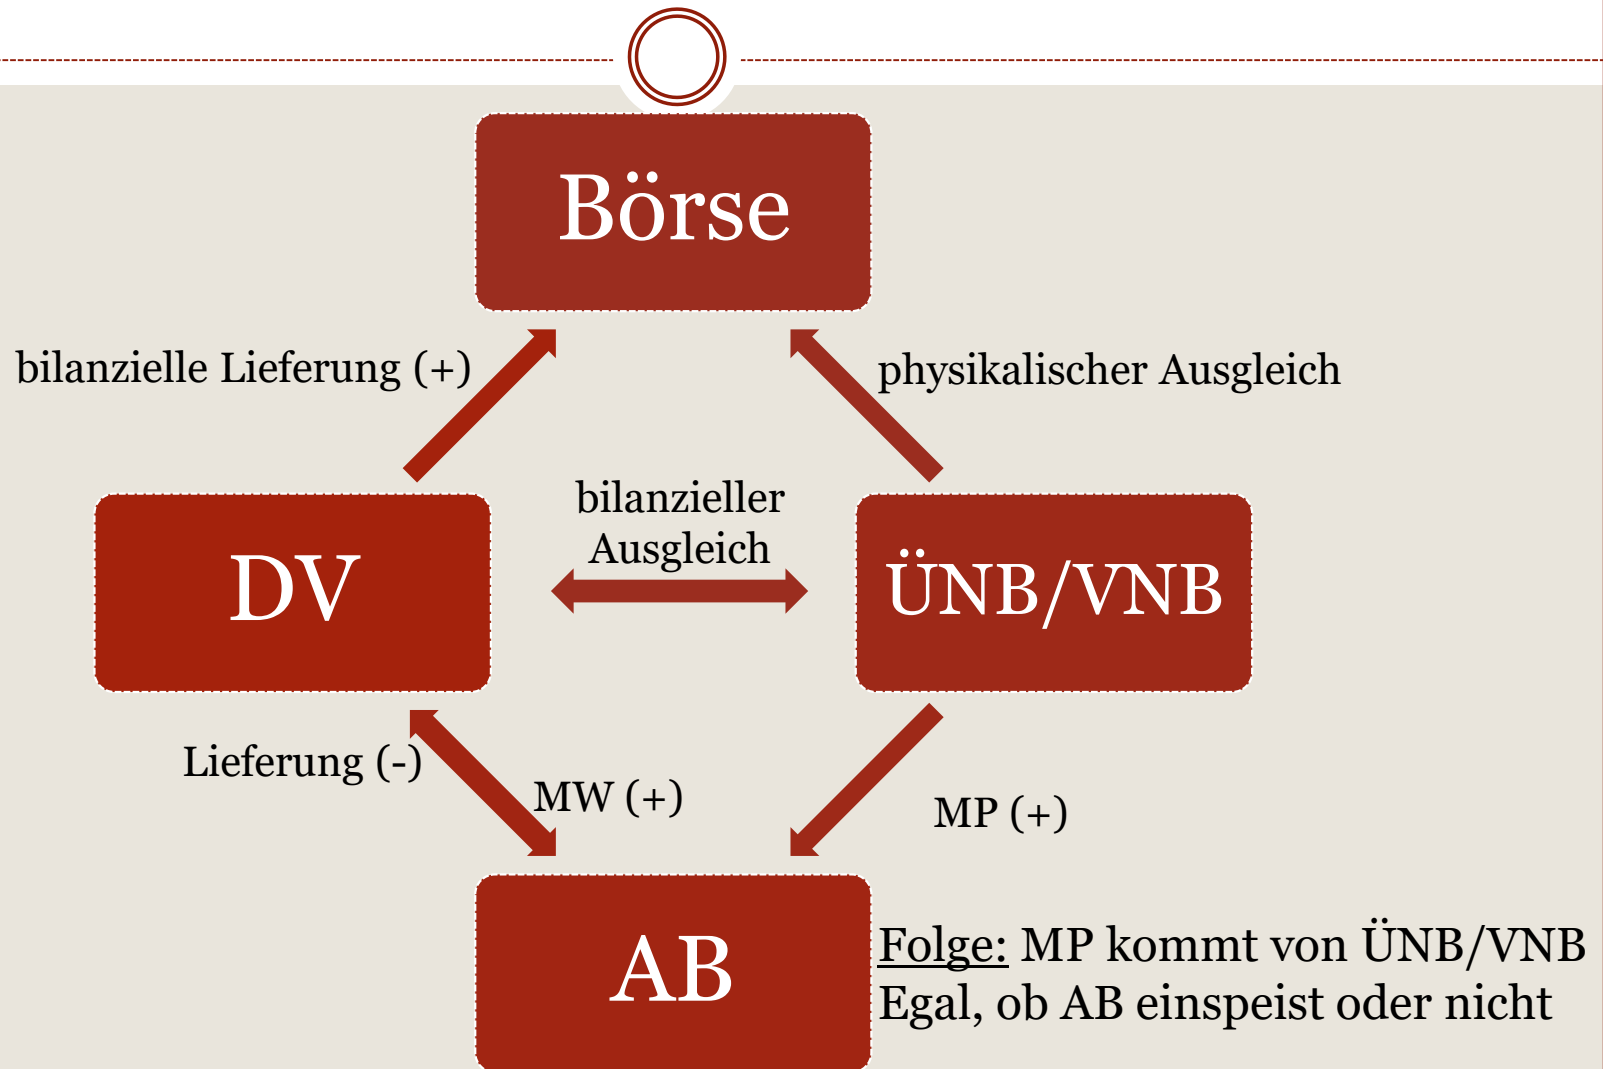 Börse
bilanzielle Lieferung (+)
physikalischer Ausgleich
bilanzieller
Ausgleich
DV
ÜNB/VNB
Lieferung (-)
MW (+)
MP (+)
AB
Folge: MP kommt von ÜNB/VNB
Egal, ob AB einspeist oder nicht